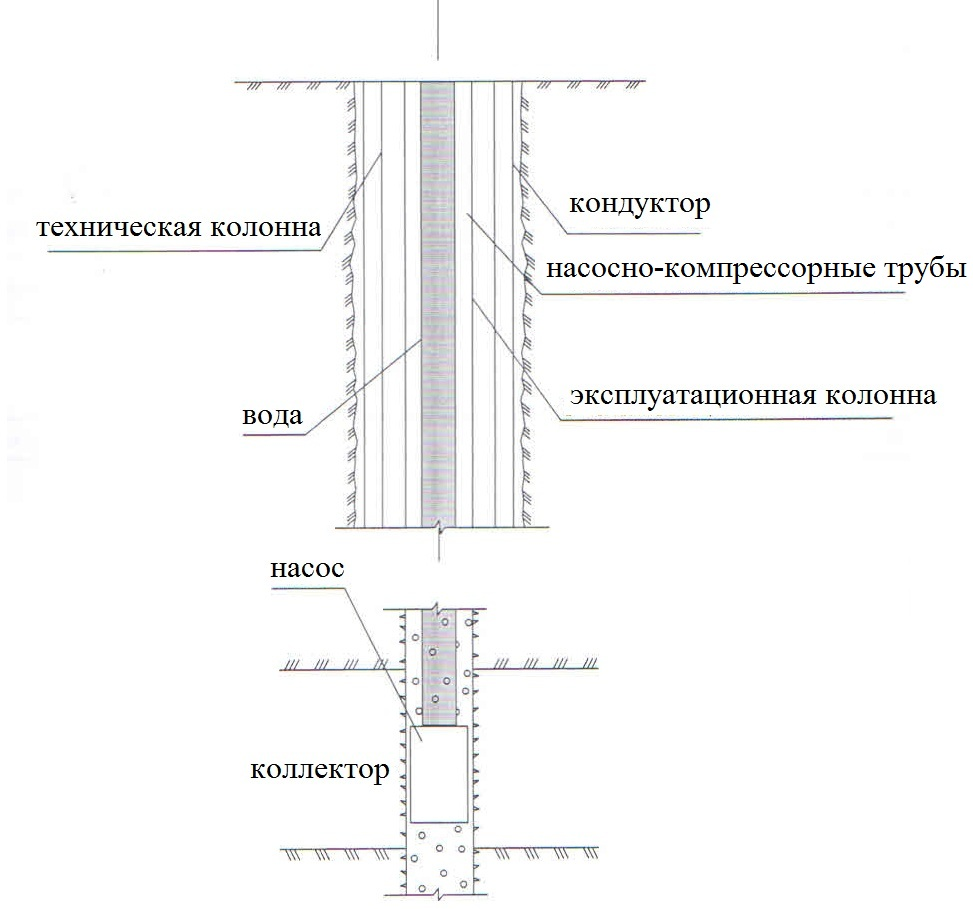 кондуктор
техническая колонна
насосно-компрессорные трубы
эксплуатационная колонна
вода
насос
коллектор